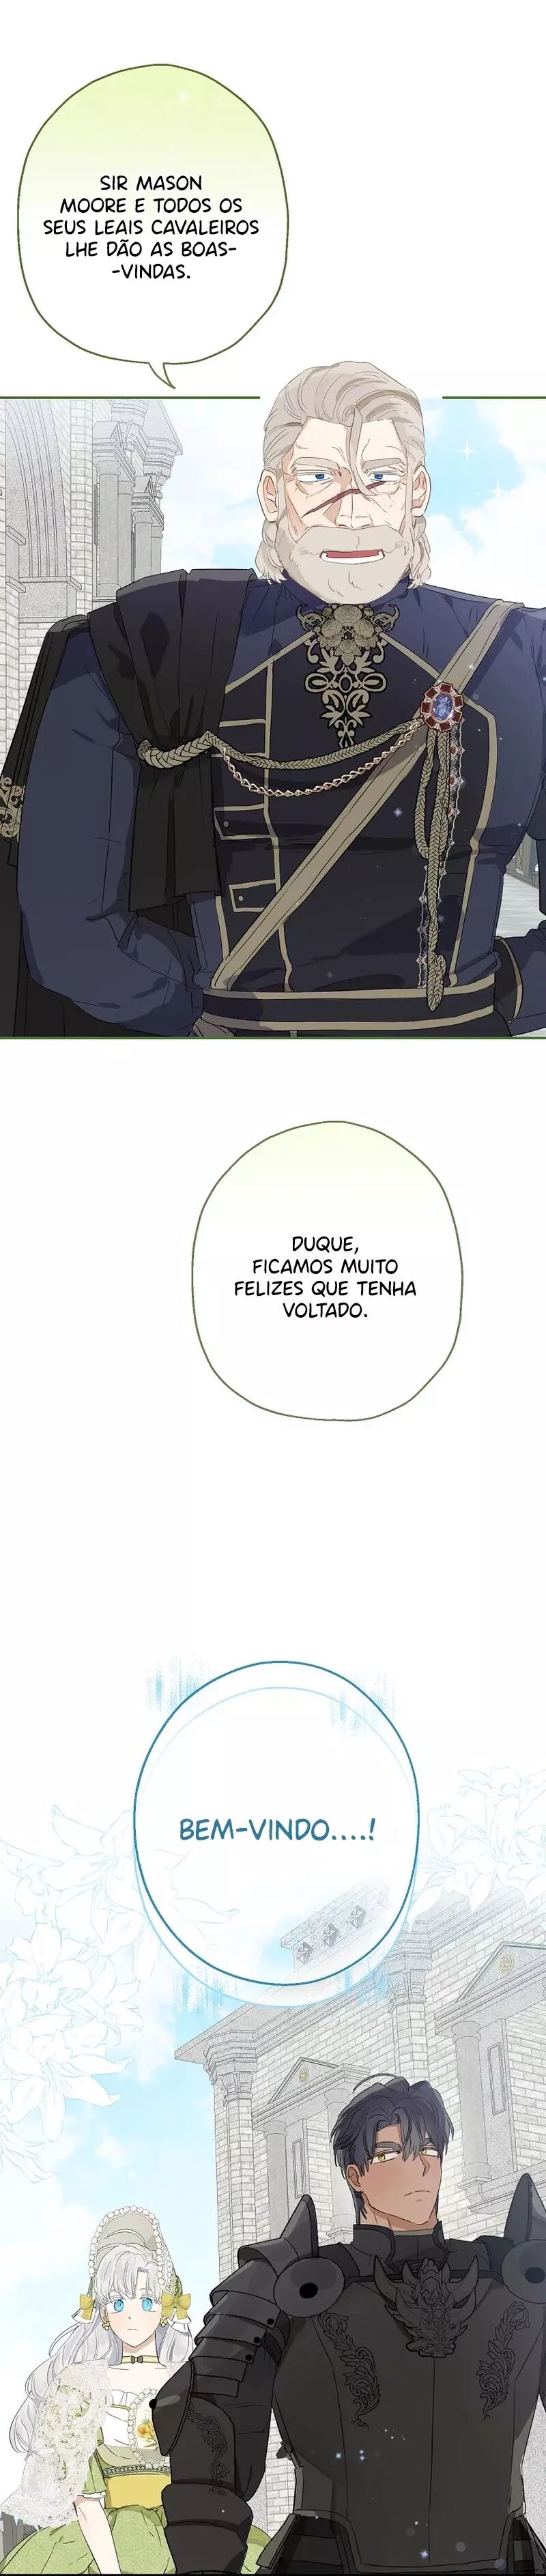 SIR MASON
MOORE E TODOS OS
SEUS LEAIS CAVALEIROS
LHE DÃO AS BOAS-
-VINDAS.
DUQUE,
FICAMOS MUITO
FELIZES QUE TENHA
VOLTADO.
BEM-VINDO....!